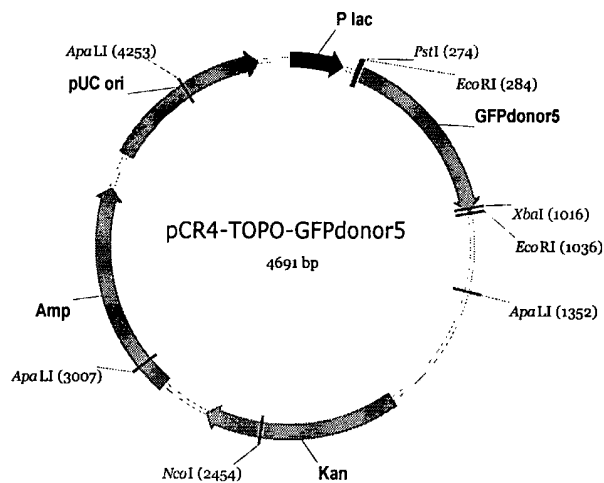 P lac
ApaLI (4253)
PstI (274)
pUC ori
EcoRI (284)
GFPdonor5
XbaI (1016)
pCR4-TOPO-GFPdonor5
EcoRI (1036)
4691 bp
Amp
ApaLI (1352)
ApaLI (3007)
NcoI (2454)
Kan